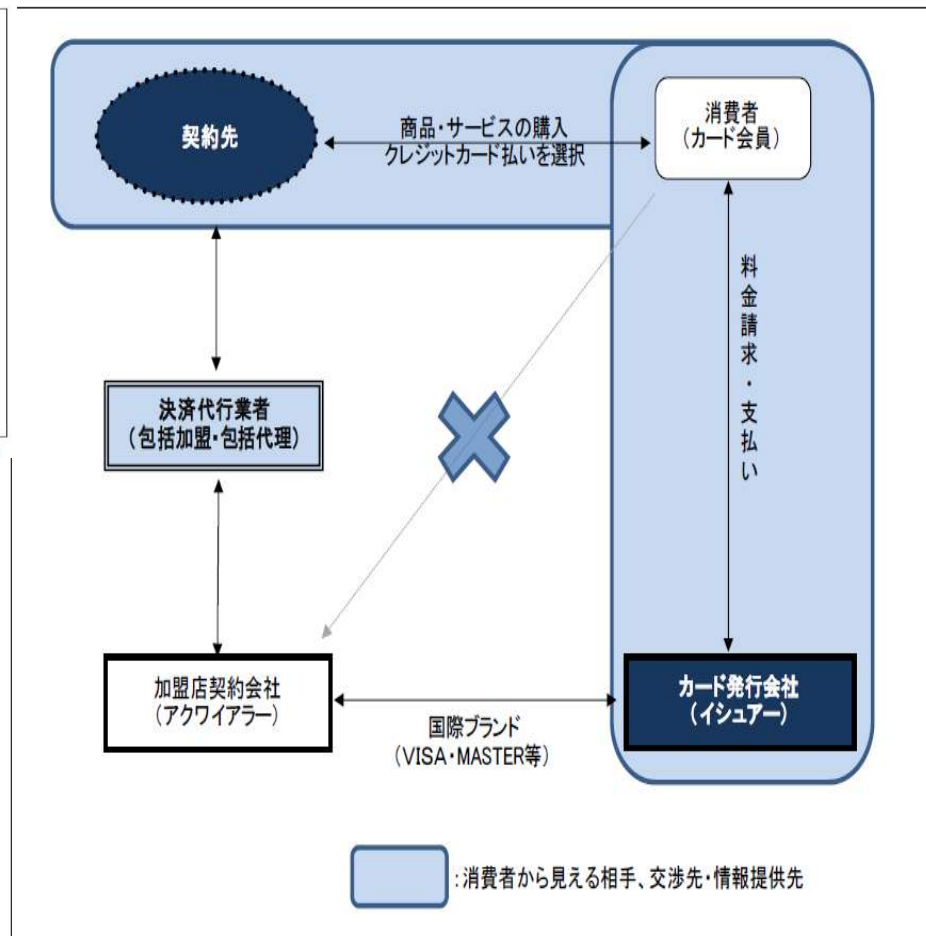 契約先
商品・サービスの購入
クレジットカード払いを選択
消費者
(カード会員)
料金請求・支払い
決済代行業者
(包括加盟・包括代理)
加盟店契約会社
(アクワイアラー)
国際ブランド
(VISA・MASTER等)
カード発行会社
(イシュアー)
:消費者から見える相手、交渉先・情報提供先